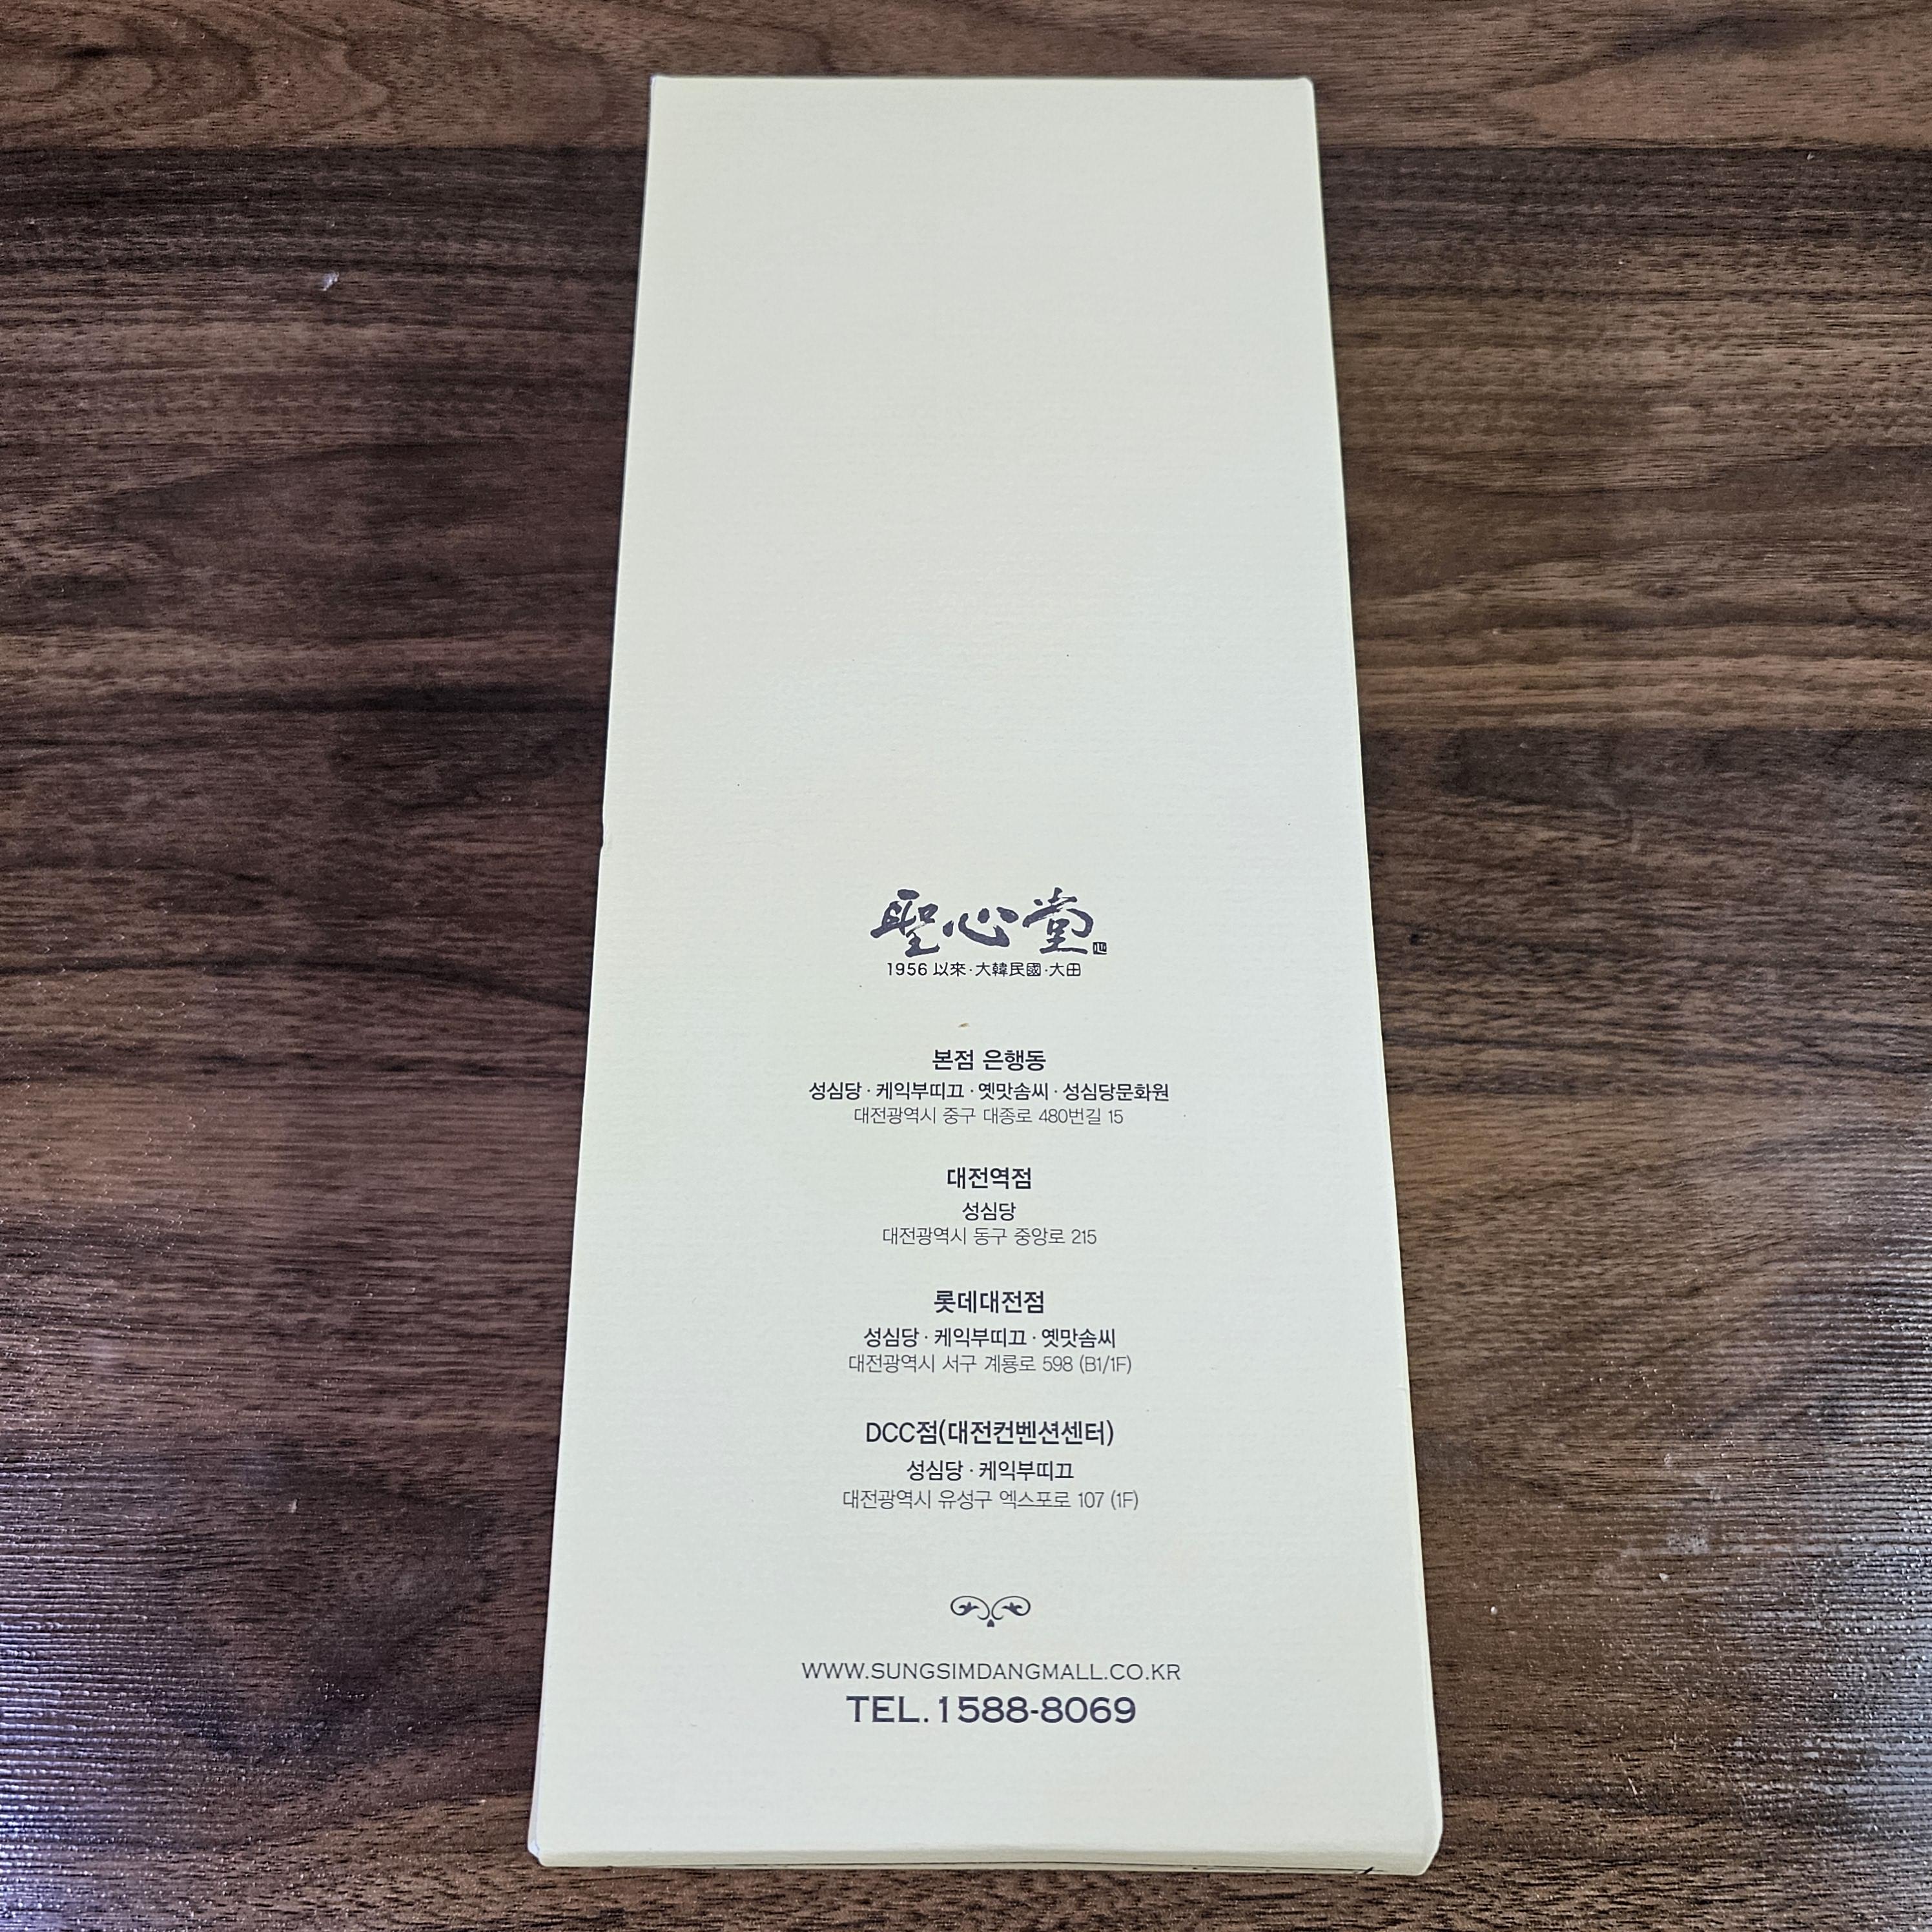 聖心堂
1956 以來·大韓民國·大田
본점 은행동
성심당 · 케익부띠끄 · 옛맛솜씨 · 성심당문화원
대전광역시 중구 대종로 480번길 15
대전역점
성심당
대전광역시 동구 중앙로 215
롯데대전점
성심당 · 케익부띠끄 · 옛맛솜씨
대전광역시 서구 계룡로 598 (B1/1F)
DCC점(대전컨벤션센터)
성심당 · 케익부띠끄
대전광역시 유성구 엑스포로 107 (1F)
WWW.SUNGSIMDANGMALL.CO.KR
TEL.1588-8069